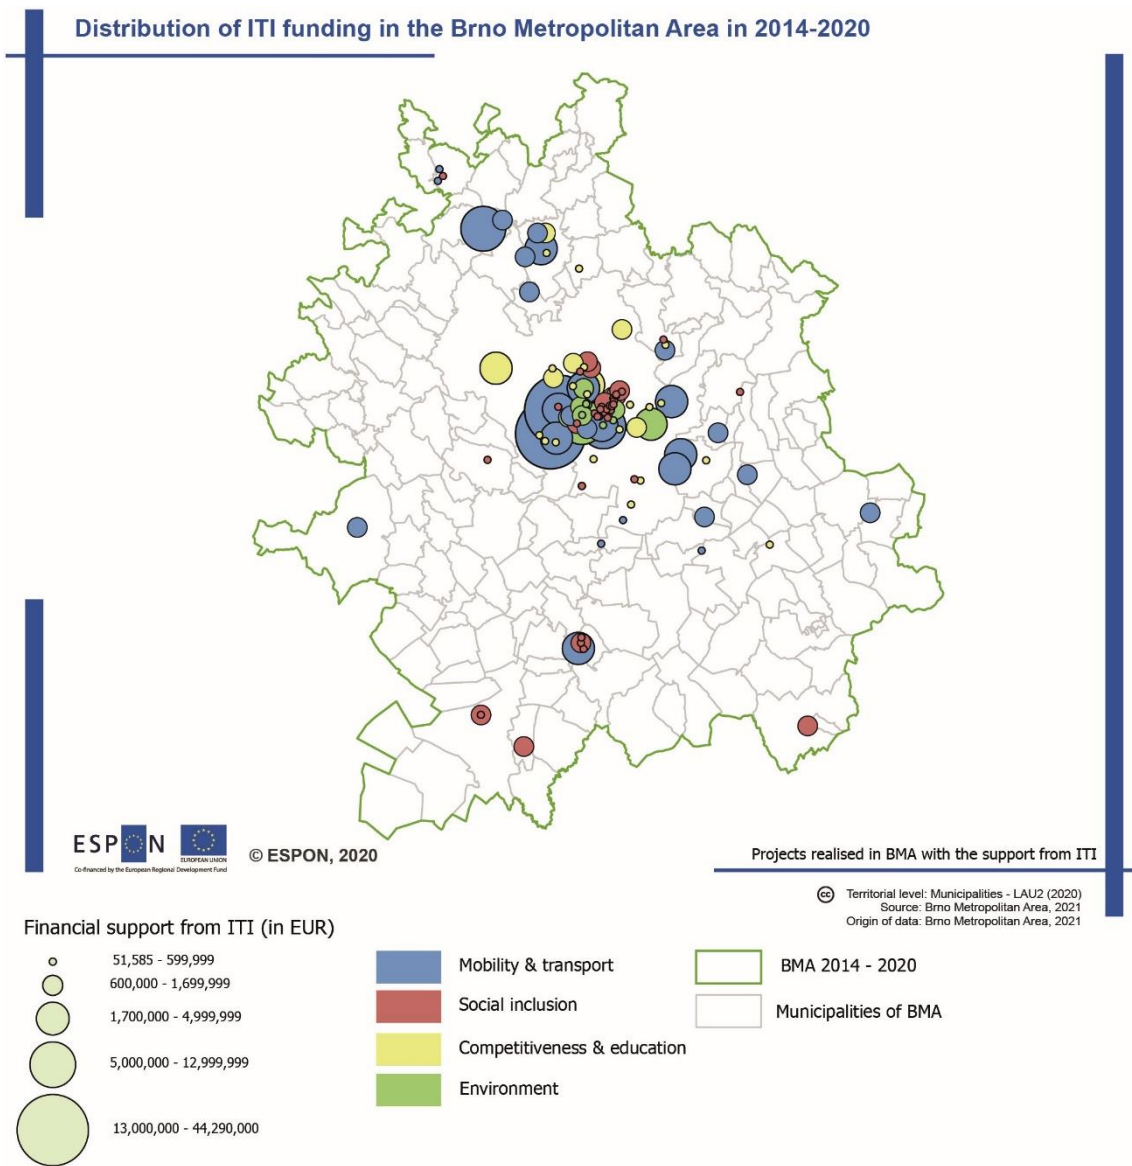 Distribution of ITI funding in the Brno Metropolitan Area in 2014-2020
ESPON
EUROPEAN UNION
Co-financed by the European Regional Development Fund
© ESPON, 2020
Projects realised in BMA with the support from ITI
cc Territorial level: Municipalities - LAU2 (2020)
Source: Brno Metropolitan Area, 2021
Origin of data: Brno Metropolitan Area, 2021
Financial support from ITI (in EUR)
51,585 - 599,999
600,000 - 1,699,999
1,700,000 - 4,999,999
5,000,000 - 12,999,999
13,000,000 - 44,290,000
Mobility & transport
Social inclusion
Competitiveness & education
Environment
BMA 2014 - 2020
Municipalities of BMA